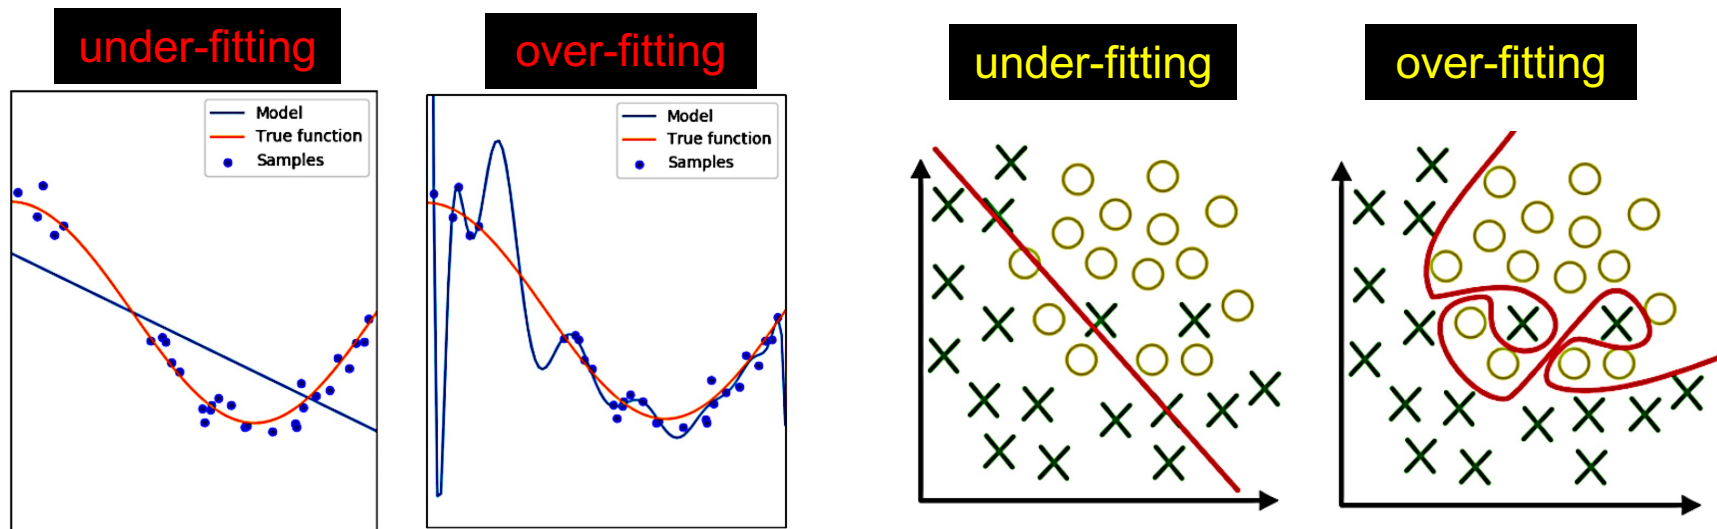 under-fitting
over-fitting
under-fitting
over-fitting
Model
True function
Samples
Model
True function
Samples